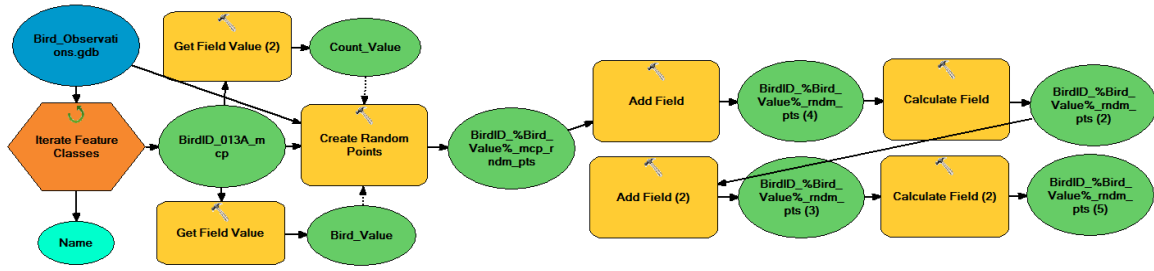 Bird_Observati
ons.gdb
Get Field Value (2)
Count_Value
Iterate Feature
Classes
BirdID_013A_m
cp
Create Random
Points
BirdID_%Bird_
Value%_mcp_r
ndm_pts
Add Field
BirdID_%Bird_
Value%_rndm_
pts (4)
Calculate Field
BirdID_%Bird_
Value%_rndm_
pts (2)
Add Field (2)
BirdID_%Bird_
Value%_rndm_
pts (3)
Calculate Field (2)
BirdID_%Bird_
Value%_rndm_
pts (5)
Name
Get Field Value
Bird_Value